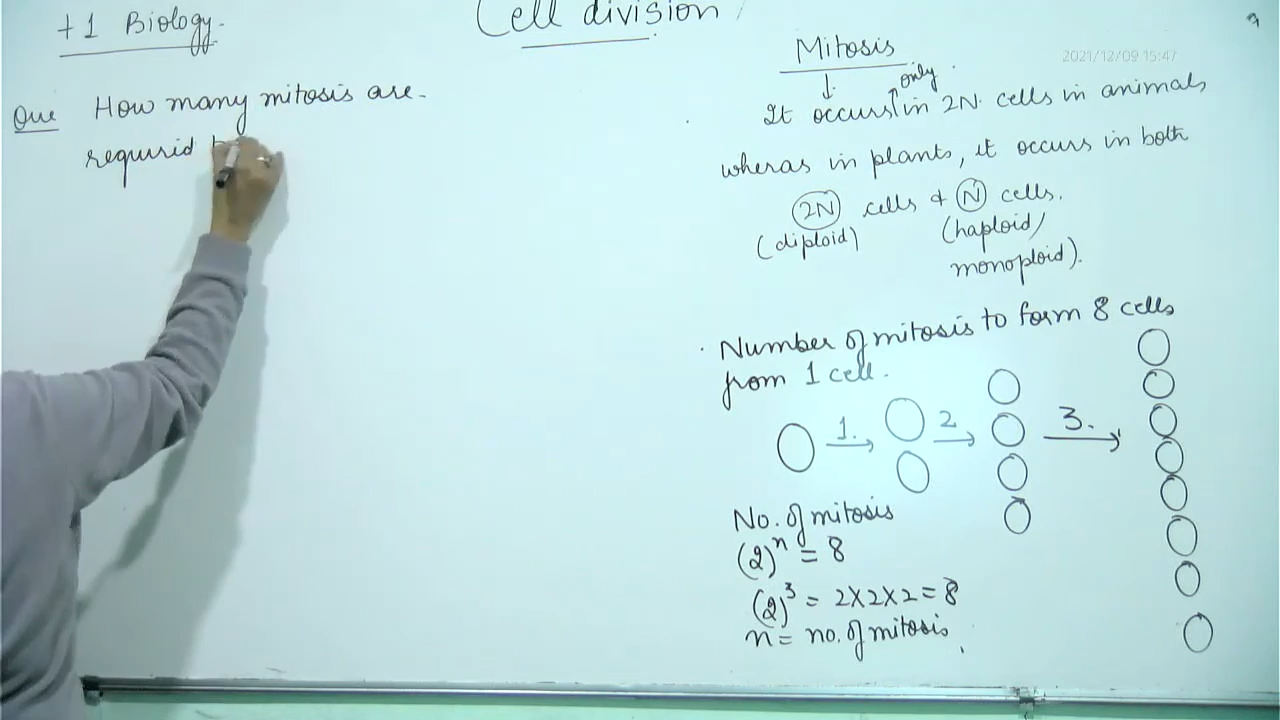 +1 Biology.
Cell division
2021/12/09 15:47
Que How many mitosis are
requrid
Mitosis
↓
only
It occurs in 2N cells in animals
wheras in plants, it occurs in both
2N cells & N cells.
(diploid) (haploid/
monoploid).
. Number of mitosis to form 8 cells
from 1 cell.
1. 2 3.
No. of mitosis
(2)^n = 8
(2)^3 = 2X2X2=8
n = no. of mitosis